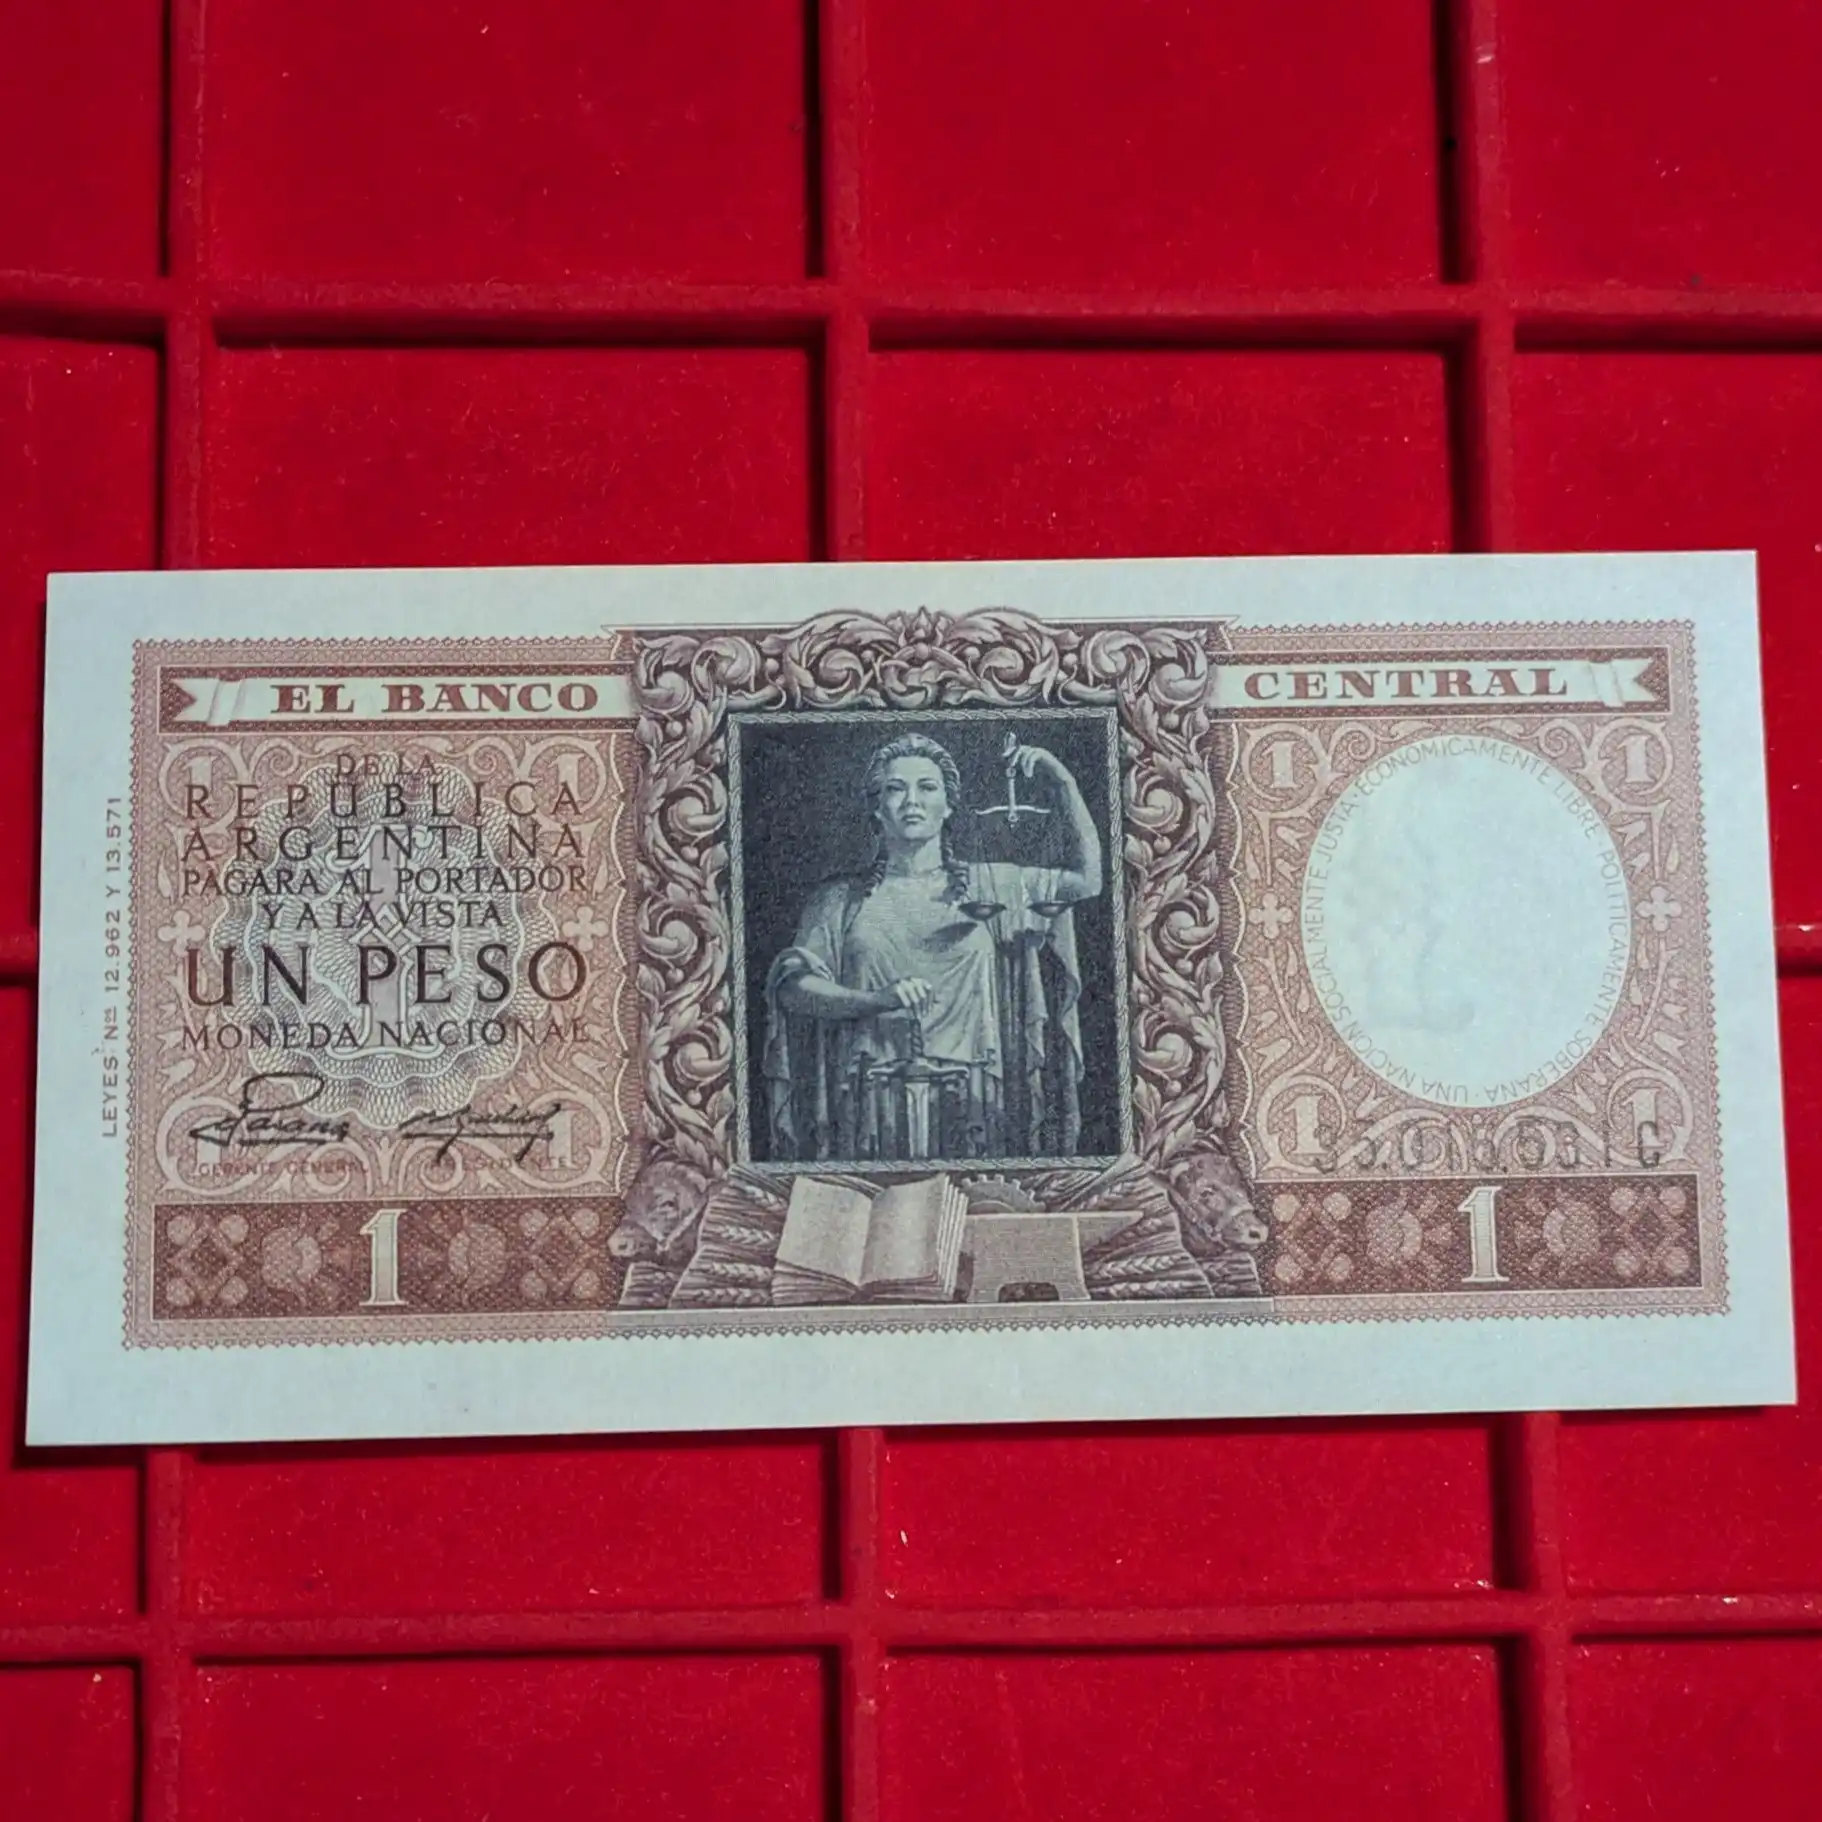 EL BANCO
CENTRAL
DE LA
REPUBLICA
ARGENTINA
PAGARA AL PORTADOR
Y A LA VISTA
UN PESO
MONEDA NACIONAL
GERENTE GENERAL
PRESIDENTE
LEYES Nos 12.962 Y 13.571
UNA NACION SOCIALMENTE JUSTA · ECONOMICAMENTE LIBRE POLITICAMENTE SOBERANA ·
1
1
1
1
1
1
1
1